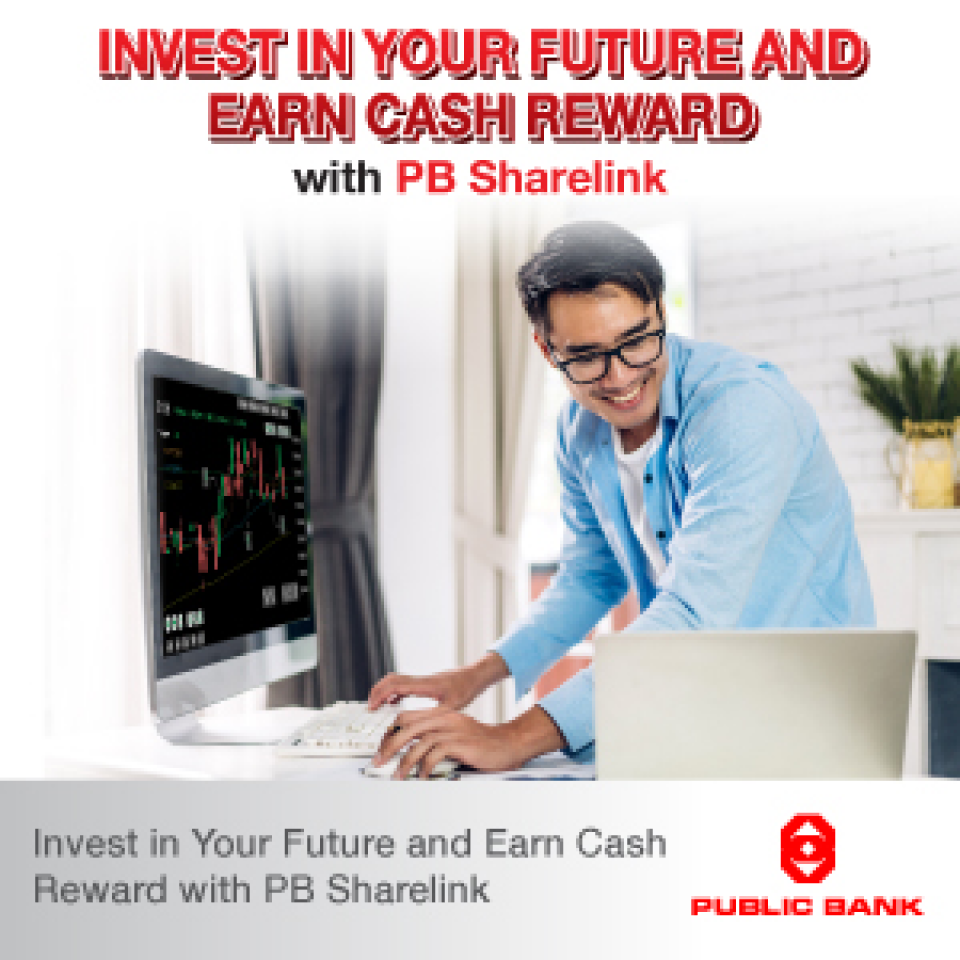 INVEST IN YOUR FUTURE AND
EARN CASH REWARD
with PB Sharelink
Invest in Your Future and Earn Cash
Reward with PB Sharelink
PUBLIC BANK